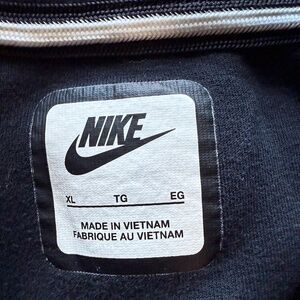 NIKE
XL TG EG
MADE IN VIETNAM
FABRIQUE AU VIETNAM